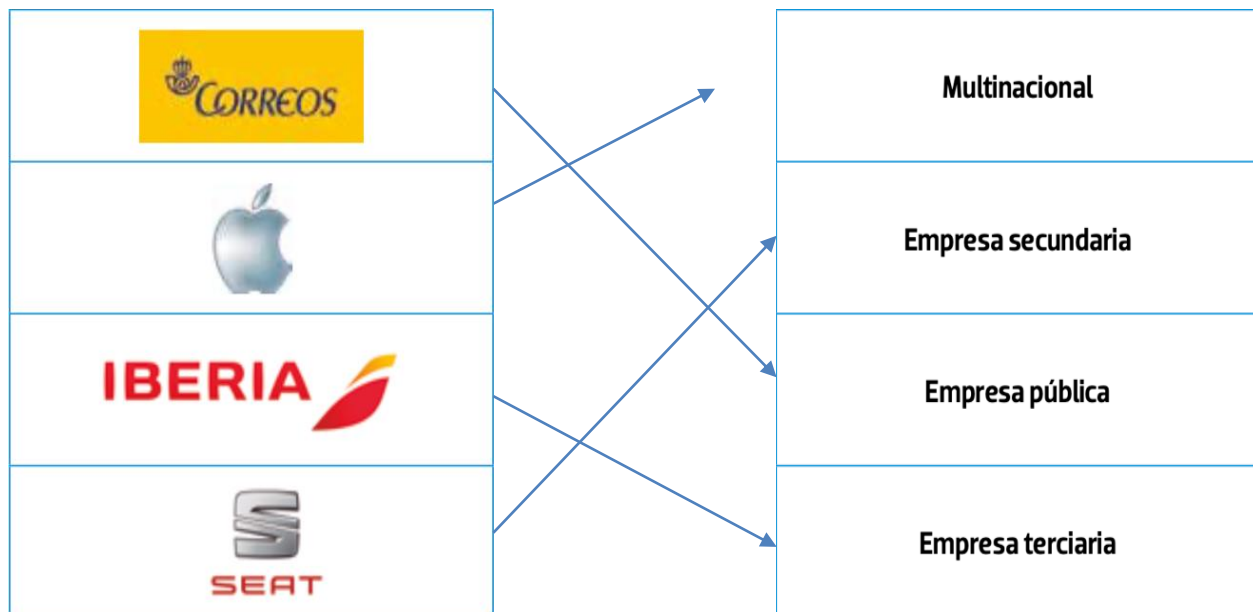 CORREOS
Multinacional
Empresa secundaria
IBERIA
Empresa pública
SEAT
Empresa terciaria